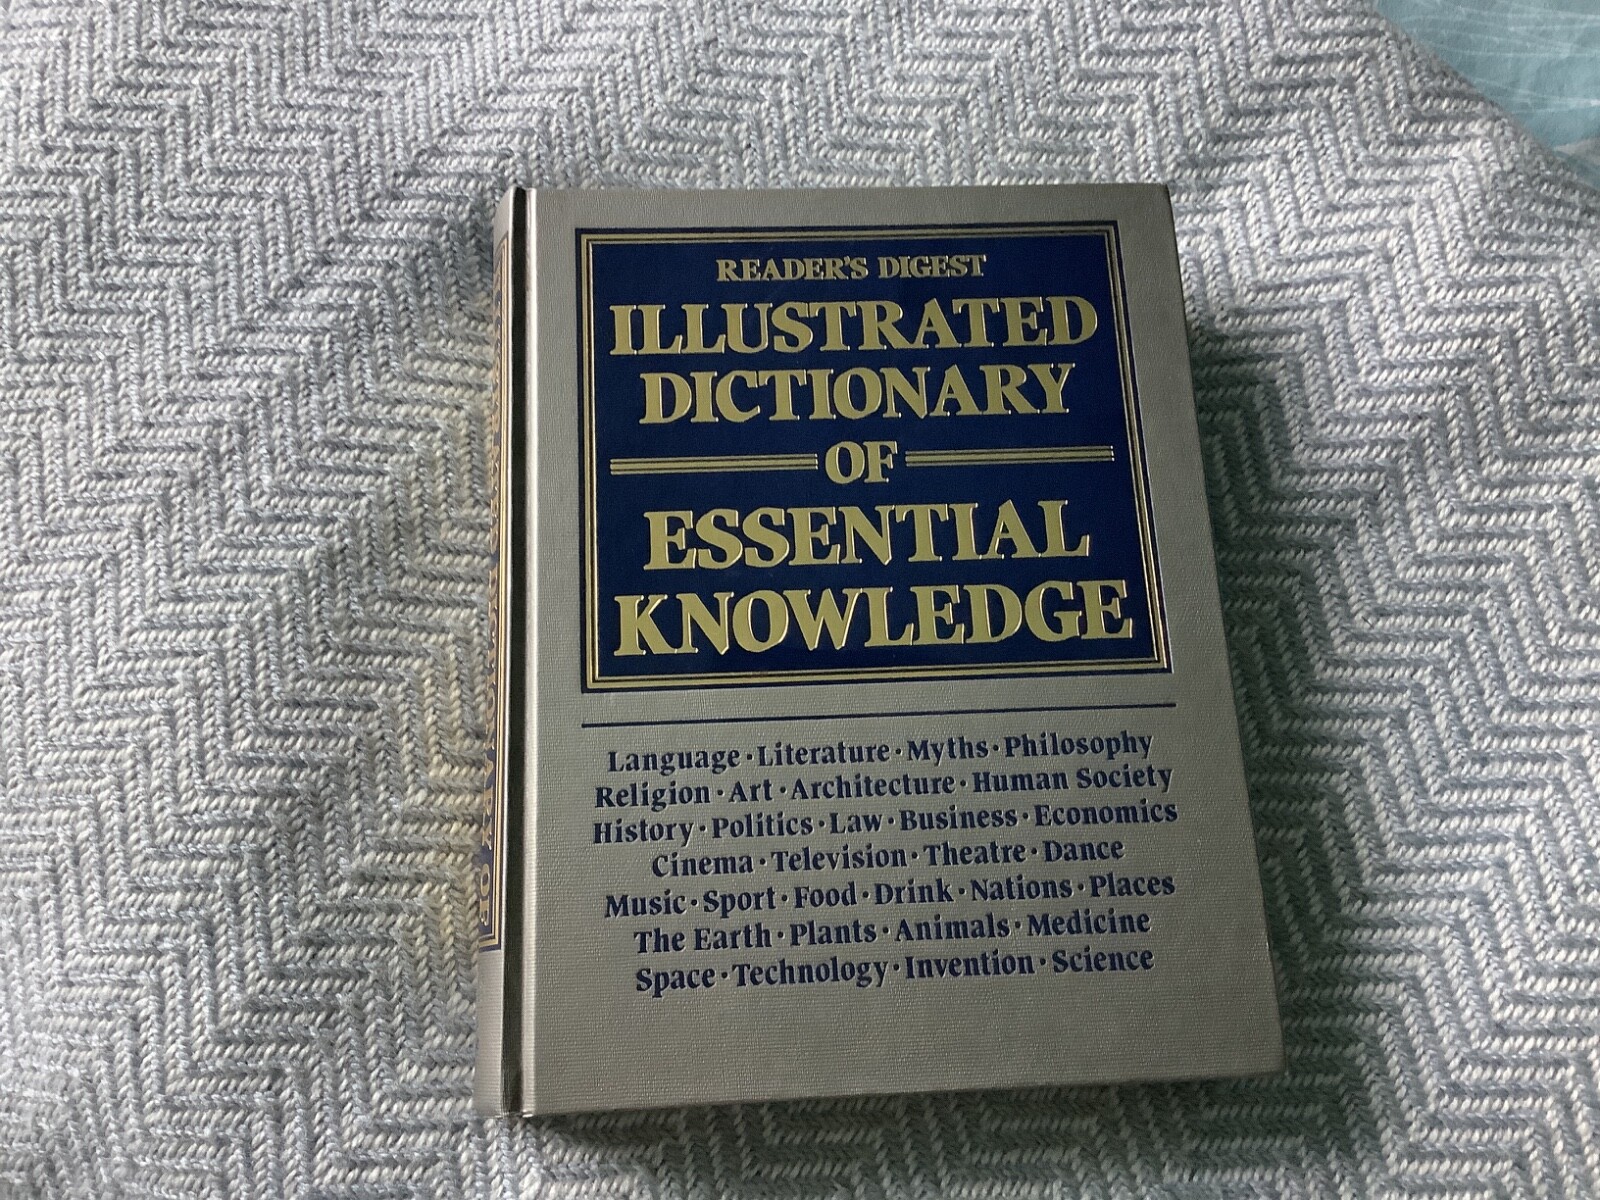 READER'S DIGEST
ILLUSTRATED
DICTIONARY
OF
ESSENTIAL
KNOWLEDGE
Language · Literature · Myths · Philosophy
Religion · Art · Architecture · Human Society
History · Politics · Law · Business · Economics
Cinema · Television · Theatre · Dance
Music · Sport · Food · Drink · Nations · Places
The Earth · Plants · Animals · Medicine
Space · Technology · Invention · Science